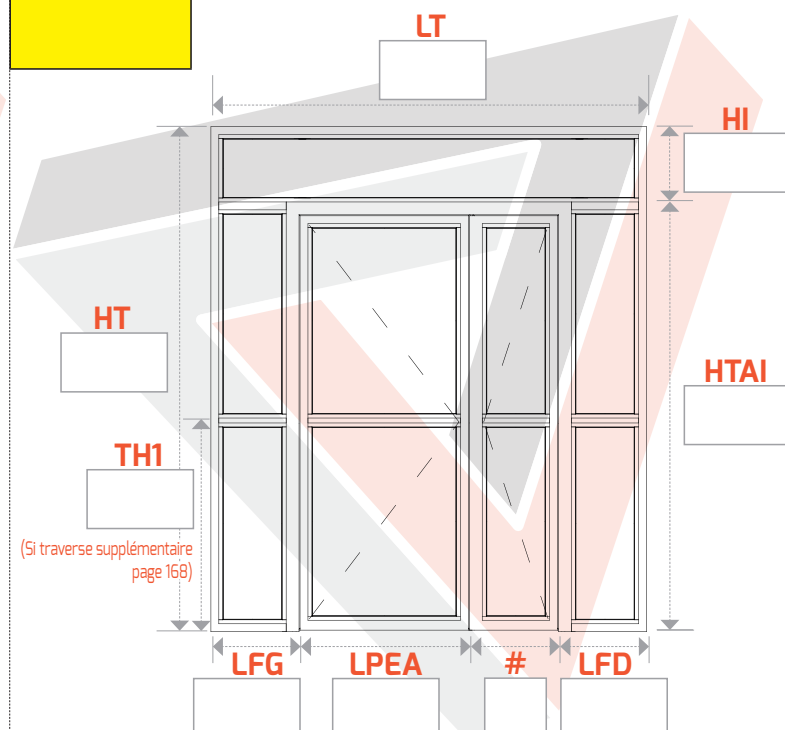 LT
HI
HT
HTAI
TH1
(Si traverse supplémentaire
page 168)
LFG LPEA # LFD